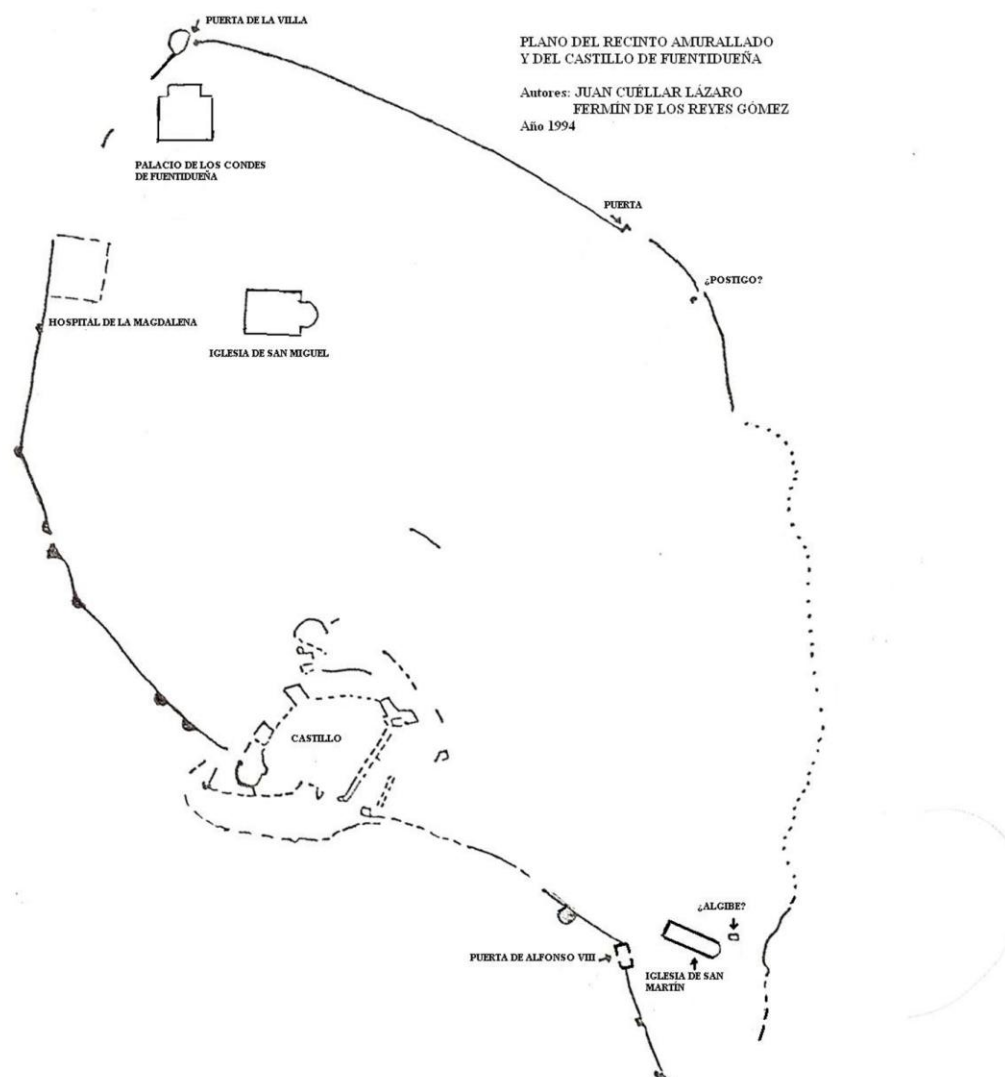 PUERTA DE LA VILLA
PLANO DEL RECINTO AMURALLADO
Y DEL CASTILLO DE FUENTIDUEÑA
Autores: JUAN CUÉLLAR LÁZARO
FERMÍN DE LOS REYES GÓMEZ
Año 1994
PALACIO DE LOS CONDES
DE FUENTIDUEÑA
PUERTA
¿POSTIGO?
HOSPITAL DE LA MAGDALENA
IGLESIA DE SAN MIGUEL
CASTILLO
¿ALGIBE?
PUERTA DE ALFONSO VIII
IGLESIA DE SAN
MARTÍN